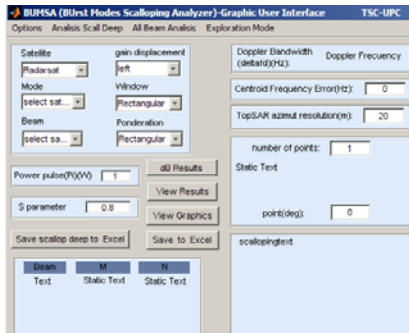 BUMSA (BUrst Modes Scalloping Analyzer)-Graphic User Interface TSC-UPC
Options Analisis Scall Deep All Beam Analisis Exploration Mode
Satellite
Radarsat
Mode
select sat...
Beam
select sa...
gain displacement
left
Window
Rectangular
Ponderation
Rectangular
Power pulse(Pi)(W) 1
S parameter 0.8
dB Results
View Results
View Graphics
Save scallop deep to Excel
Save to Excel
Beam M N
Text Static Text Static Text
Doppler Bandwidth
(deltafd)(Hz):
Doppler Frecuency
Centroid Frequency Error(Hz): 0
TopSAR azimut resolution(m): 20
number of points: 1
Static Text
point(deg): 0
scallopingtext